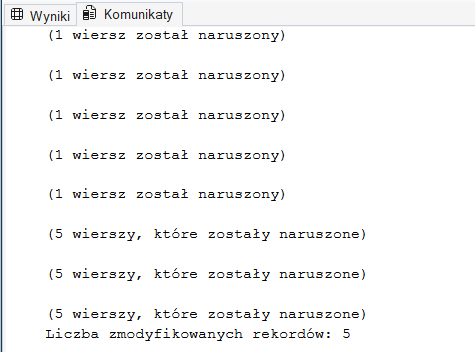 Wyniki Komunikaty
(1 wiersz został naruszony)
(1 wiersz został naruszony)
(1 wiersz został naruszony)
(1 wiersz został naruszony)
(1 wiersz został naruszony)
(5 wierszy, które zostały naruszone)
(5 wierszy, które zostały naruszone)
(5 wierszy, które zostały naruszone)
Liczba zmodyfikowanych rekordów: 5